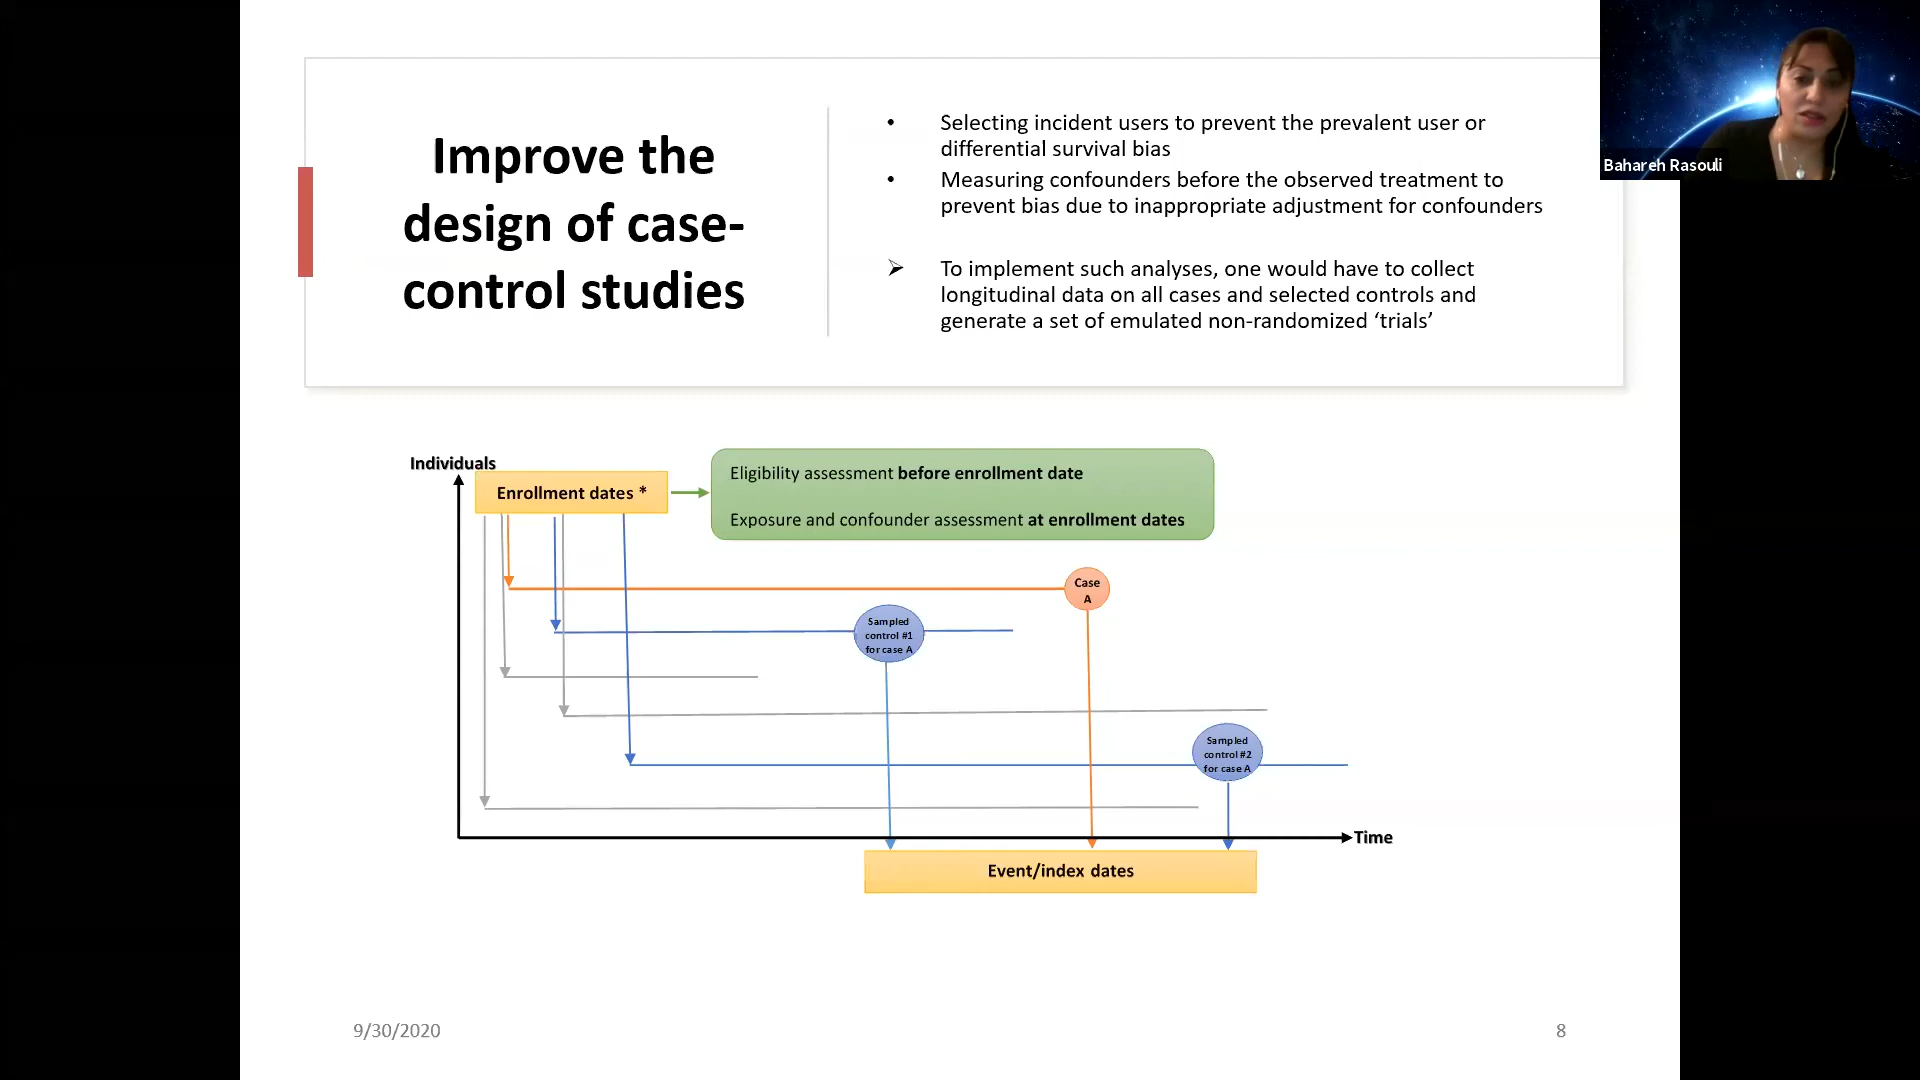 Improve the
design of case-
control studies
• Selecting incident users to prevent the prevalent user or
differential survival bias
• Measuring confounders before the observed treatment to
prevent bias due to inappropriate adjustment for confounders
➢ To implement such analyses, one would have to collect
longitudinal data on all cases and selected controls and
generate a set of emulated non-randomized ‘trials’
Bahareh Rasouli
Individuals
Enrollment dates *
Eligibility assessment before enrollment date
Exposure and confounder assessment at enrollment dates
Case
A
Sampled
control #1
for case A
Sampled
control #2
for case A
Time
Event/index dates
9/30/2020
8